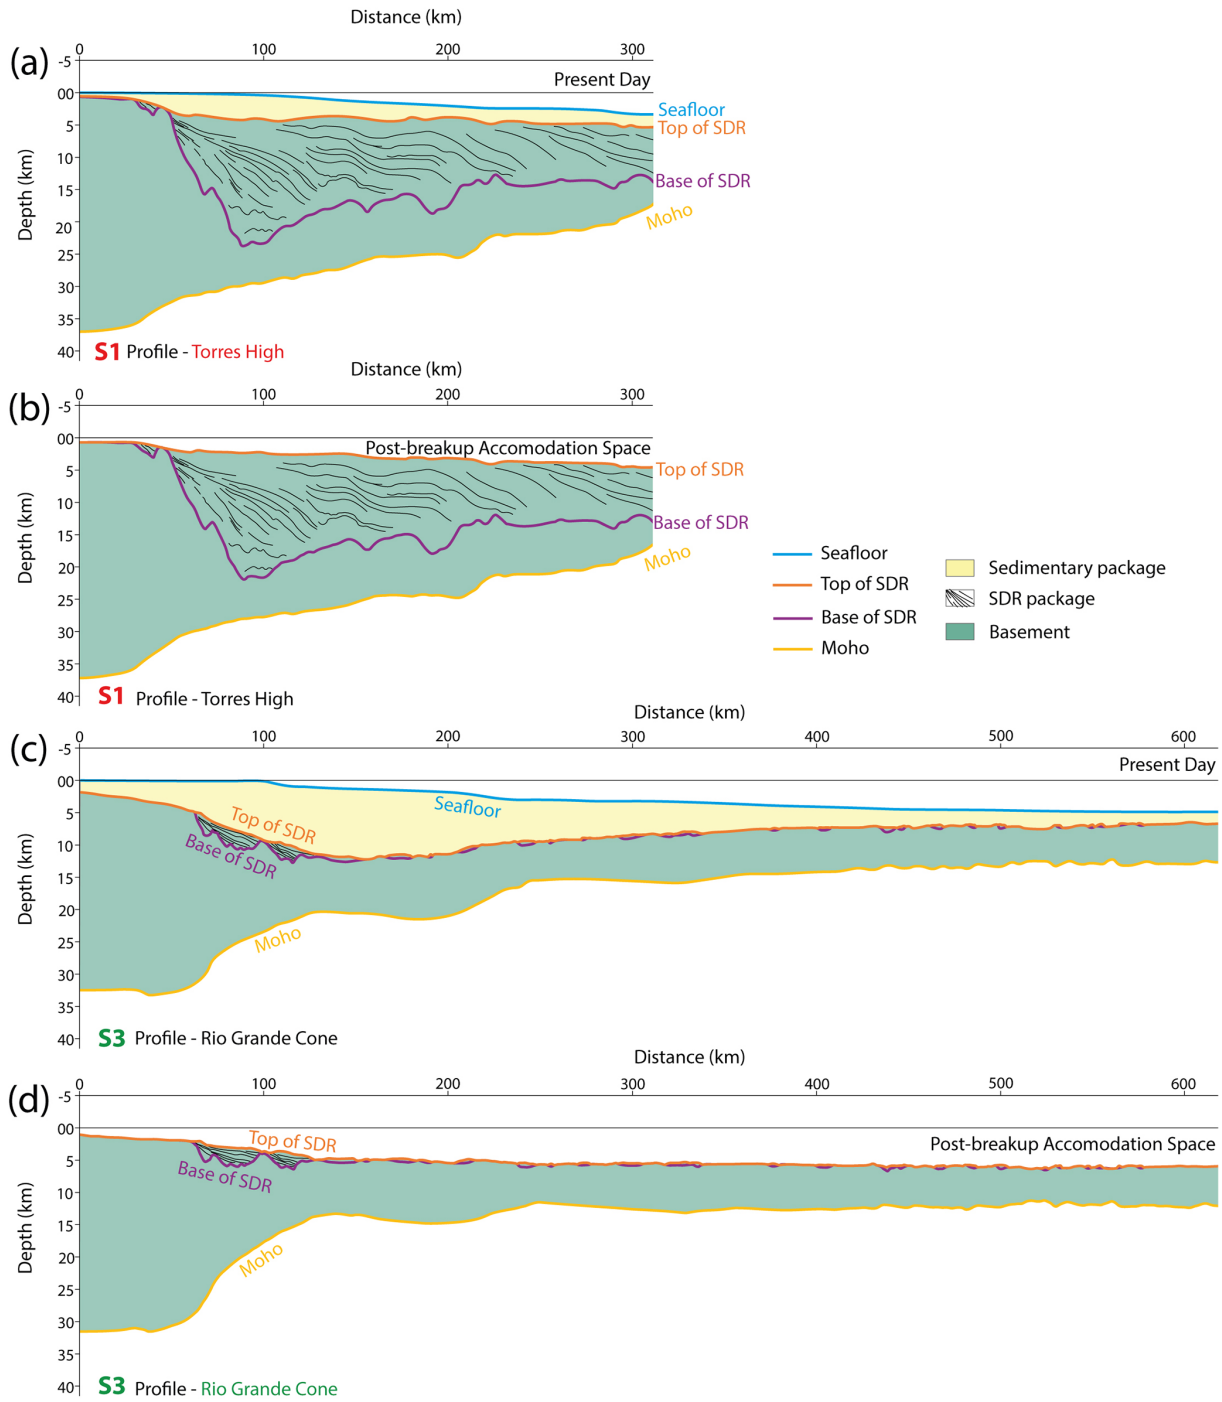 Distance (km)
0 100 200 300
(a)
-5
Present Day
00
Seafloor
5
Top of SDR
10
15
Base of SDR
20
Moho
25
30
35
40
Depth (km)
S1 Profile - Torres High
Distance (km)
0 100 200 300
(b)
-5
00
Post-breakup Accomodation Space
5
Top of SDR
10
Base of SDR
15
Moho
20
25
30
35
40
Depth (km)
S1 Profile - Torres High
Seafloor
Top of SDR
Base of SDR
Moho
Sedimentary package
SDR package
Basement
Distance (km)
0 100 200 300 400 500 600
(c)
-5
Present Day
00
Seafloor
5
Top of SDR
10
Base of SDR
15
20
25
Moho
30
35
40
Depth (km)
S3 Profile - Rio Grande Cone
Distance (km)
0 100 200 300 400 500 600
(d)
-5
00
Top of SDR
Post-breakup Accomodation Space
5
Base of SDR
10
15
20
Moho
25
30
35
40
Depth (km)
S3 Profile - Rio Grande Cone